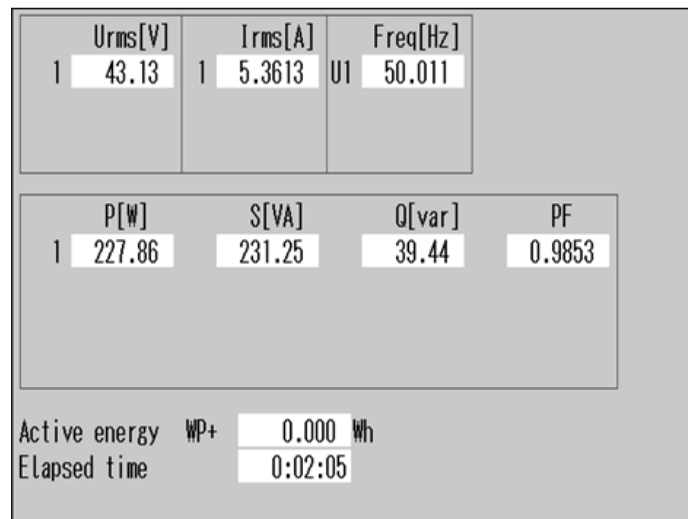 Urms[V] Irms[A] Freq[Hz]
1 43.13 1 5.3613 U1 50.011
P[W] S[VA] Q[var] PF
1 227.86 231.25 39.44 0.9853
Active energy WP+ 0.000 Wh
Elapsed time 0:02:05